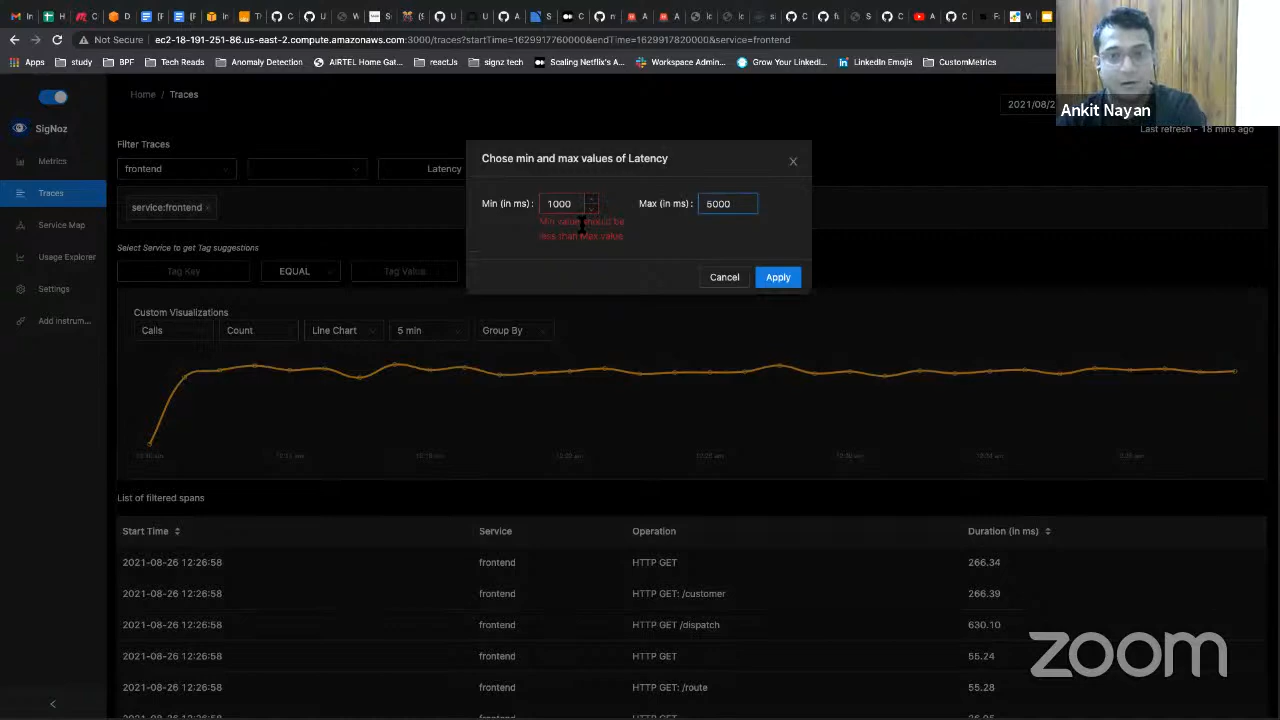 Not Secure
ec2-18-191-251-86.us-east-2.compute.amazonaws.com:3000/traces?startTime=1629917760000&endTime=1629917820000&service=frontend
Apps
study
BPF
Tech Reads
Anomaly Detection
AIRTEL Home Gat...
reactJs
signz tech
Scaling Netflix's A...
Workspace Admin...
Grow Your LinkedI...
LinkedIn Emojis
CustomMetrics
Ankit Nayan
SigNoz
Metrics
Traces
Service Map
Usage Explorer
Settings
Add Instrum...
Home / Traces
2021/08/2
Last refresh - 18 mins ago
Filter Traces
frontend
Latency
service:frontend
Chose min and max values of Latency
Min (in ms) : 1000
Max (in ms) : 5000
Min value should be
less than Max value
Cancel
Apply
Select Service to get Tag suggestions
Tag Key
EQUAL
Tag Value
Custom Visualizations
Calls
Count
Line Chart
5 min
Group By
List of filtered spans
Start Time Service Operation Duration (in ms)
2021-08-26 12:26:58 frontend HTTP GET 266.34
2021-08-26 12:26:58 frontend HTTP GET: /customer 266.39
2021-08-26 12:26:58 frontend HTTP GET /dispatch 630.10
2021-08-26 12:26:58 frontend HTTP GET 55.24
2021-08-26 12:26:58 frontend HTTP GET: /route 55.28
zoom